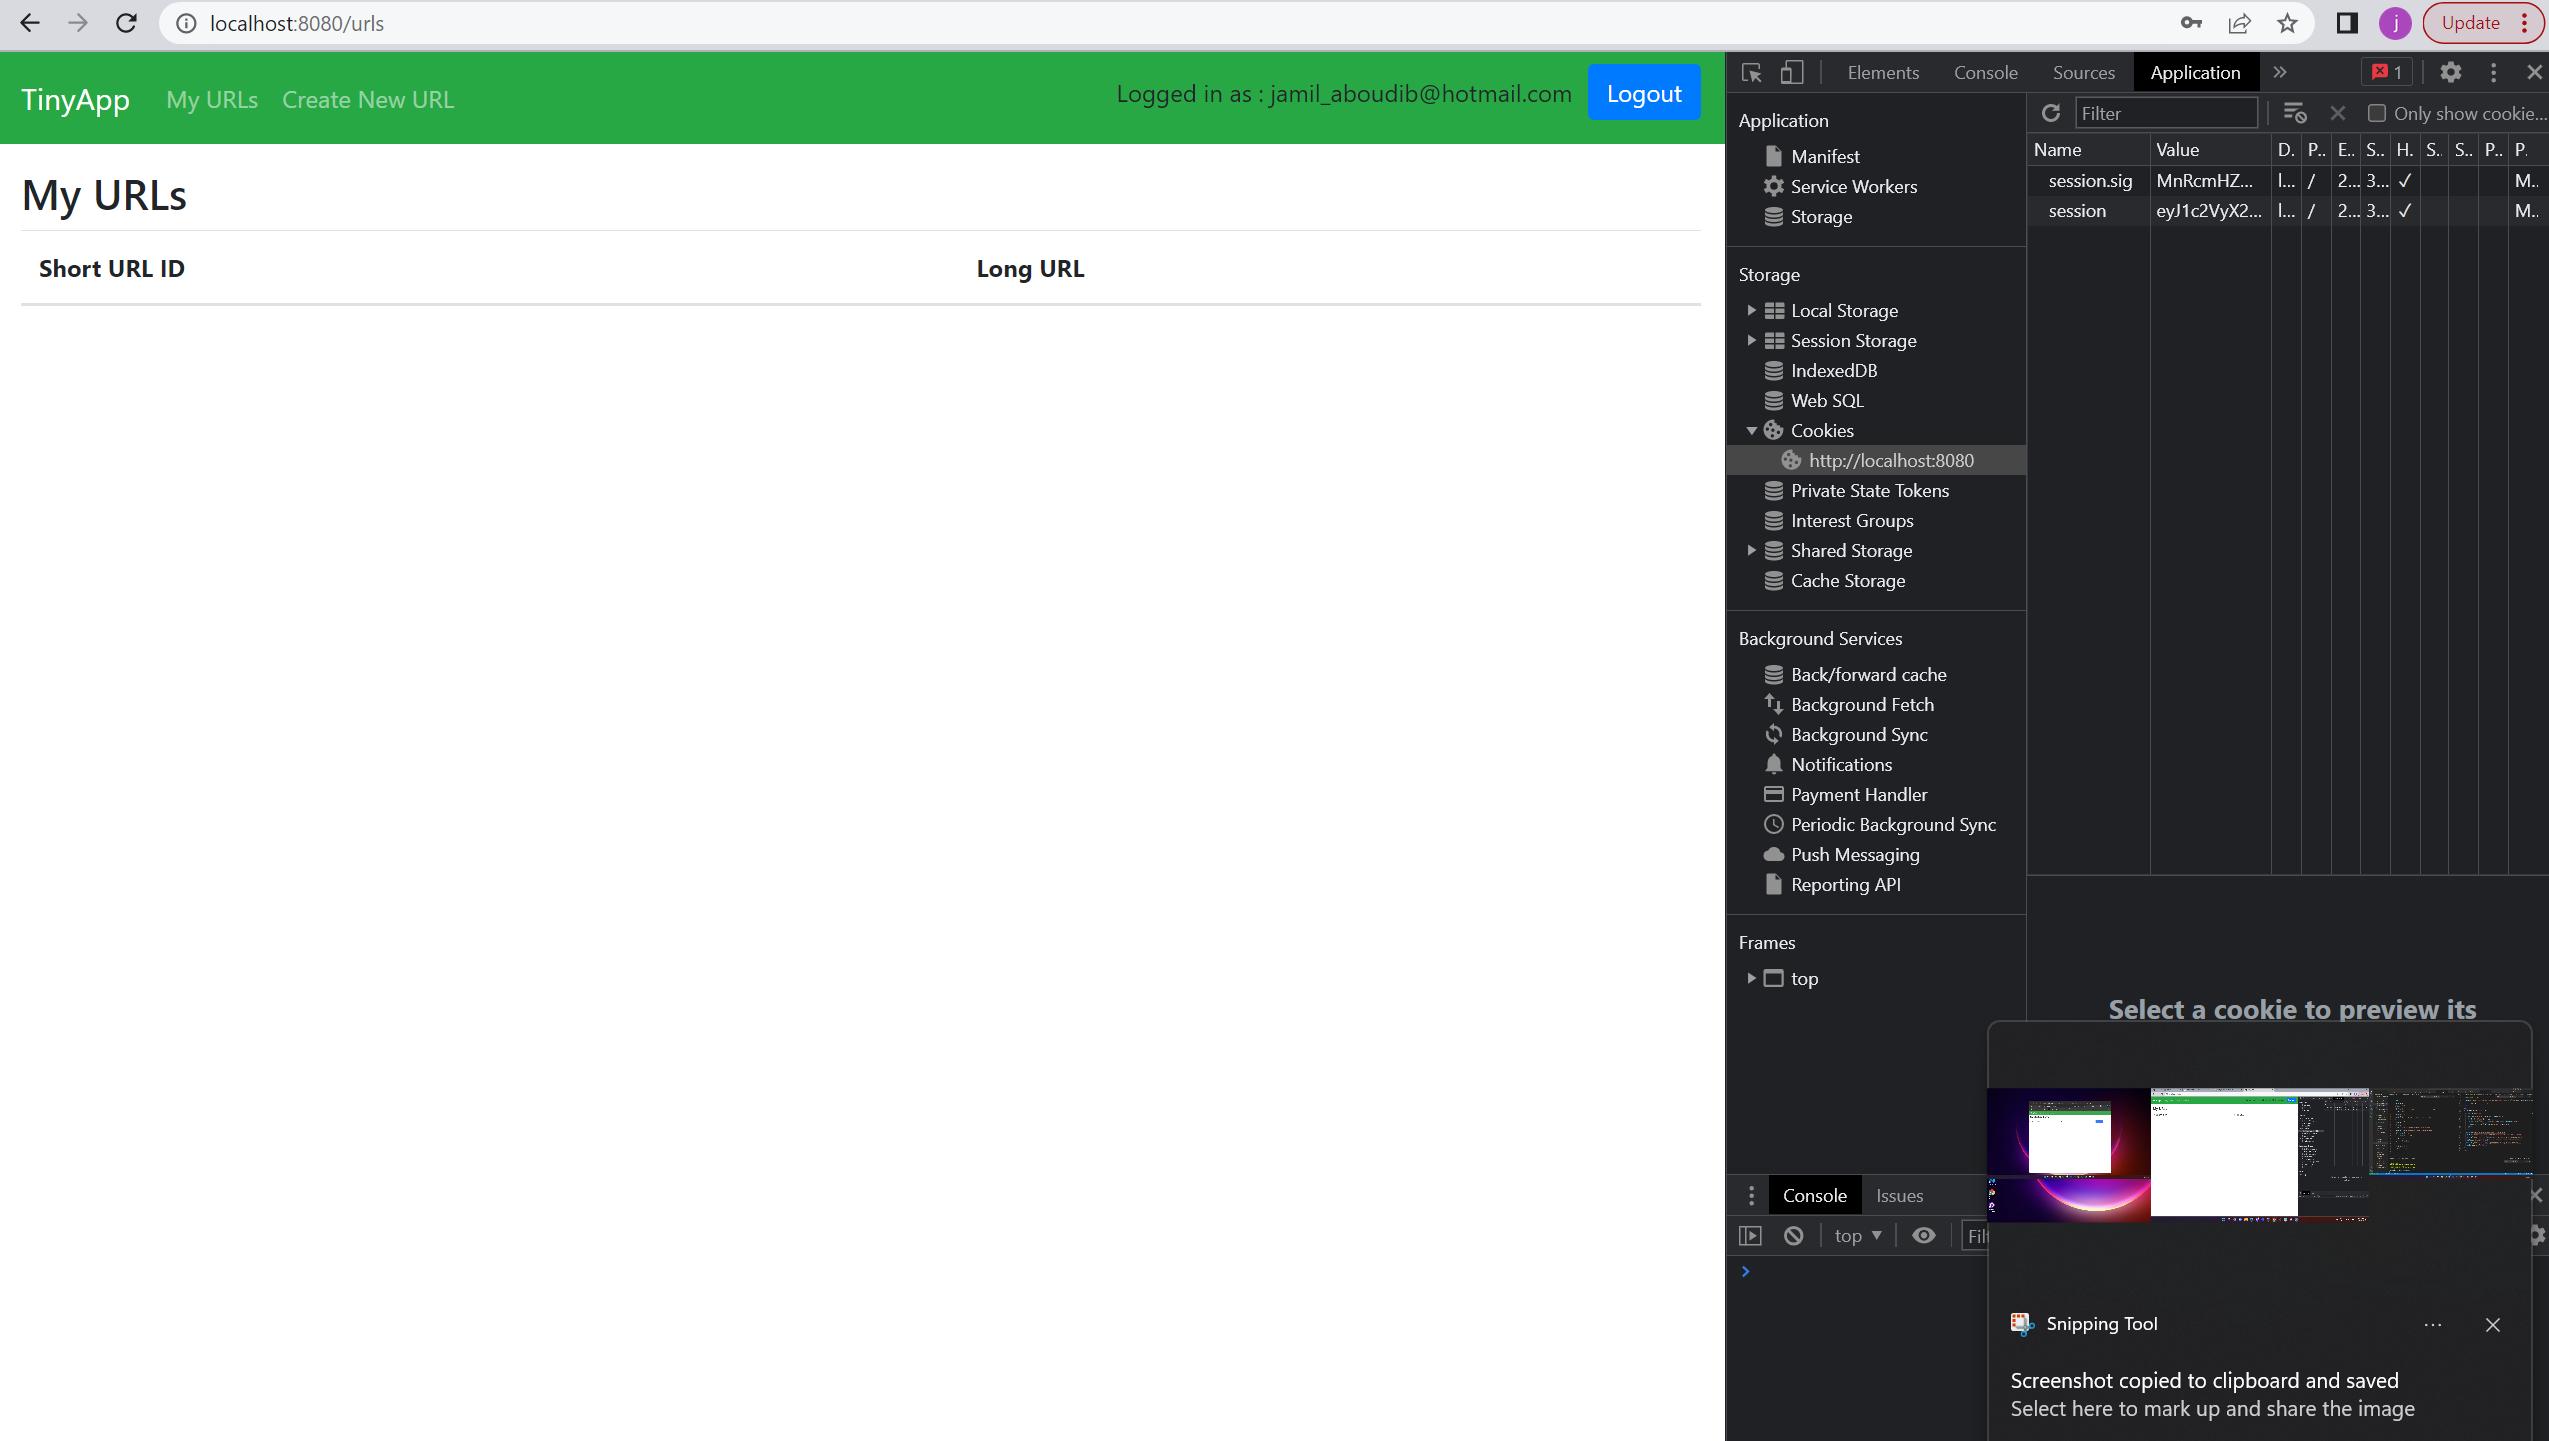 localhost:8080/urls
j
Update
TinyApp
My URLs
Create New URL
Logged in as : jamil_aboudib@hotmail.com
Logout
My URLs
Short URL ID
Long URL
Elements
Console
Sources
Application
1
Application
Manifest
Service Workers
Storage
Storage
Local Storage
Session Storage
IndexedDB
Web SQL
Cookies
http://localhost:8080
Private State Tokens
Interest Groups
Shared Storage
Cache Storage
Background Services
Back/forward cache
Background Fetch
Background Sync
Notifications
Payment Handler
Periodic Background Sync
Push Messaging
Reporting API
Frames
top
Filter
Only show cookie...
Name Value D. P.. E.. S.. H. S.. S.. P.. P.
session.sig MnRcmHZ... l... / 2... 3... ✓ M..
session eyJ1c2VyX2... l... / 2... 3... ✓ M..
Select a cookie to preview its
Console
Issues
top
Filt
Snipping Tool
Screenshot copied to clipboard and saved
Select here to mark up and share the image